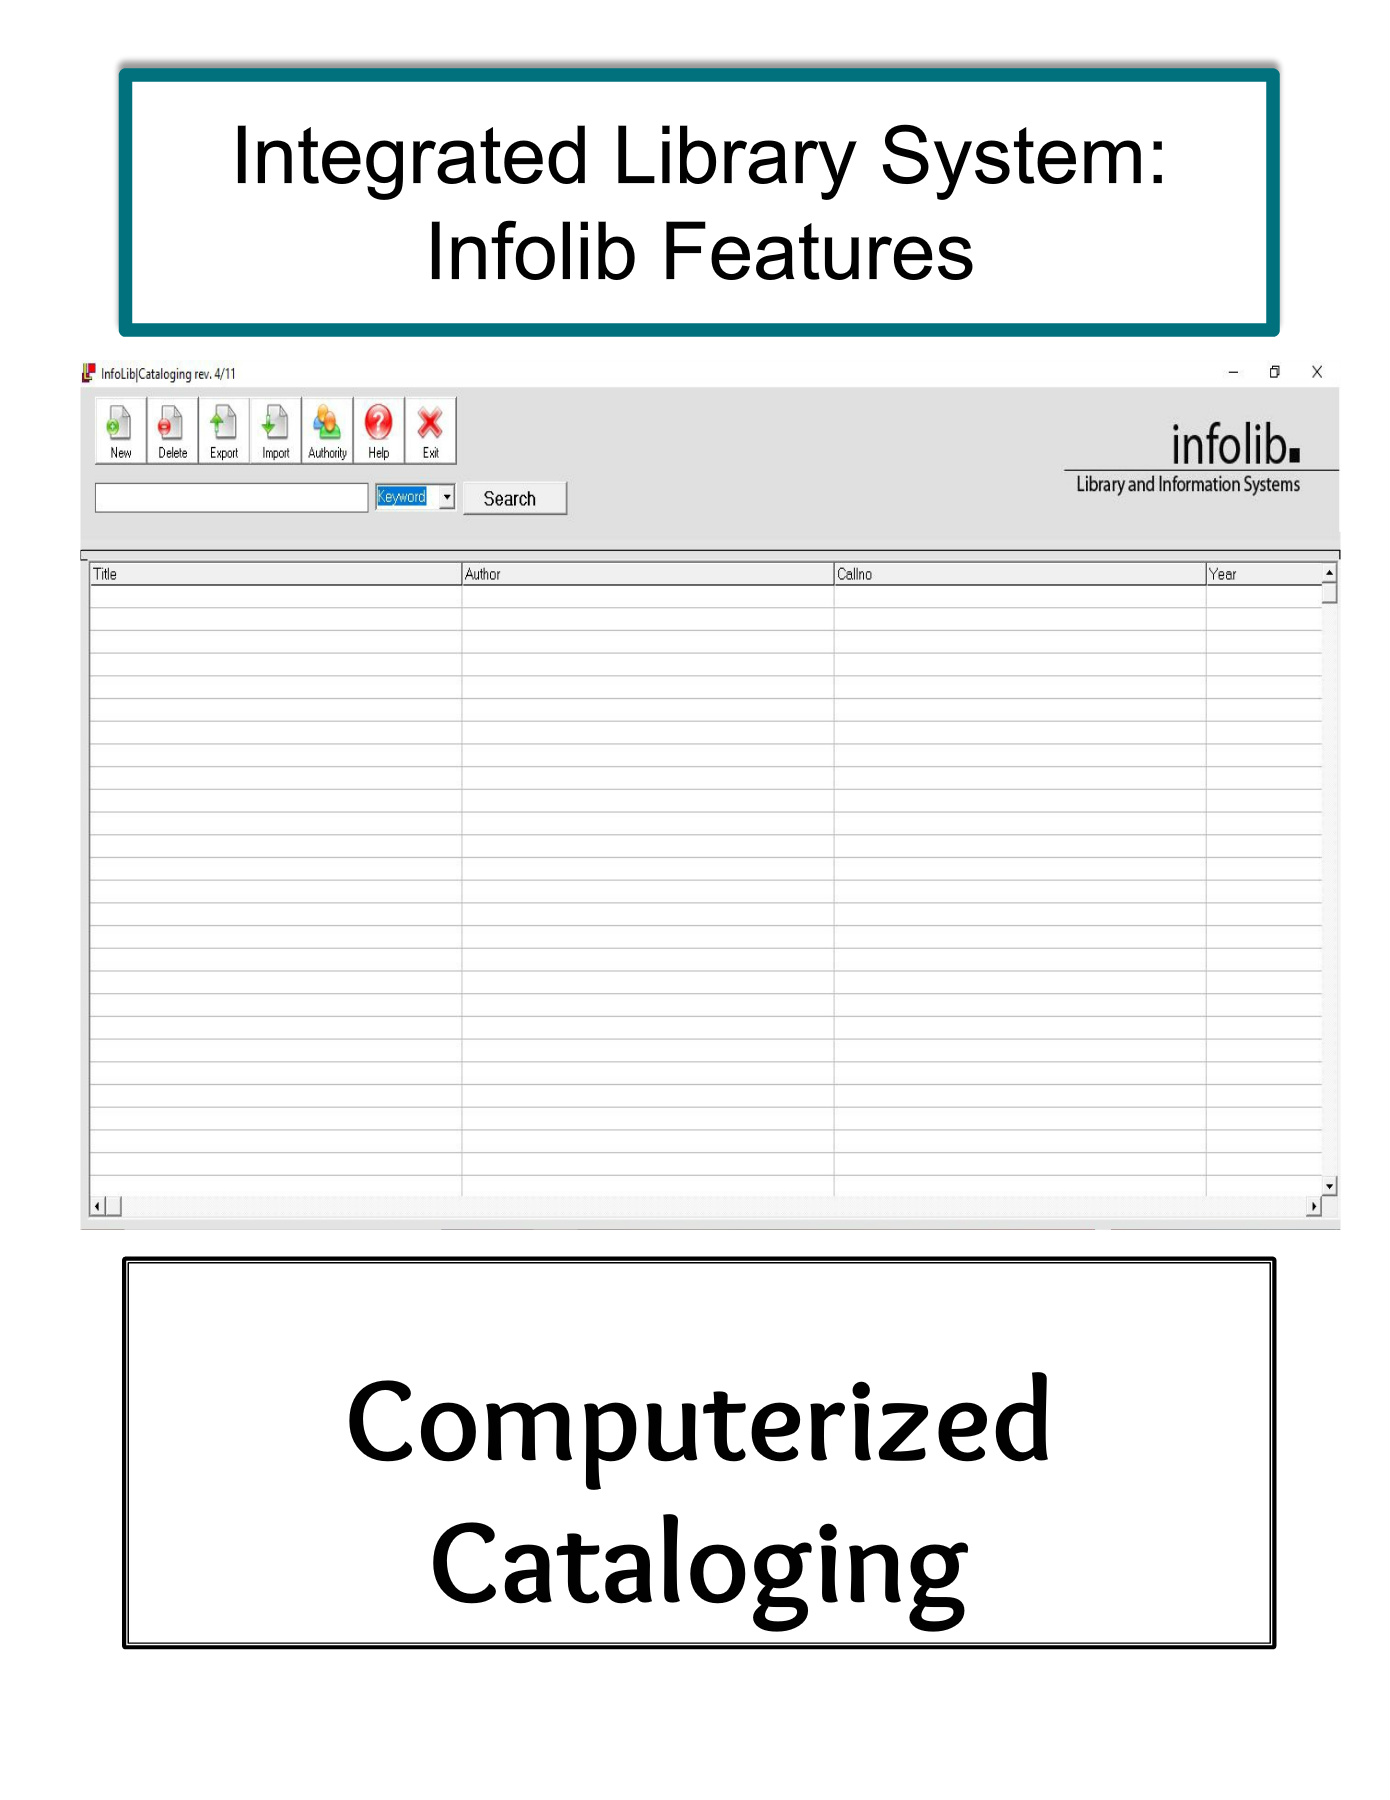 Integrated Library System:
Infolib Features
InfoLib|Cataloging rev. 4/11
New Delete Export Import Authority Help Exit
infolib.
Library and Information Systems
Keyword Search
Title Author Callno Year
Computerized
Cataloging